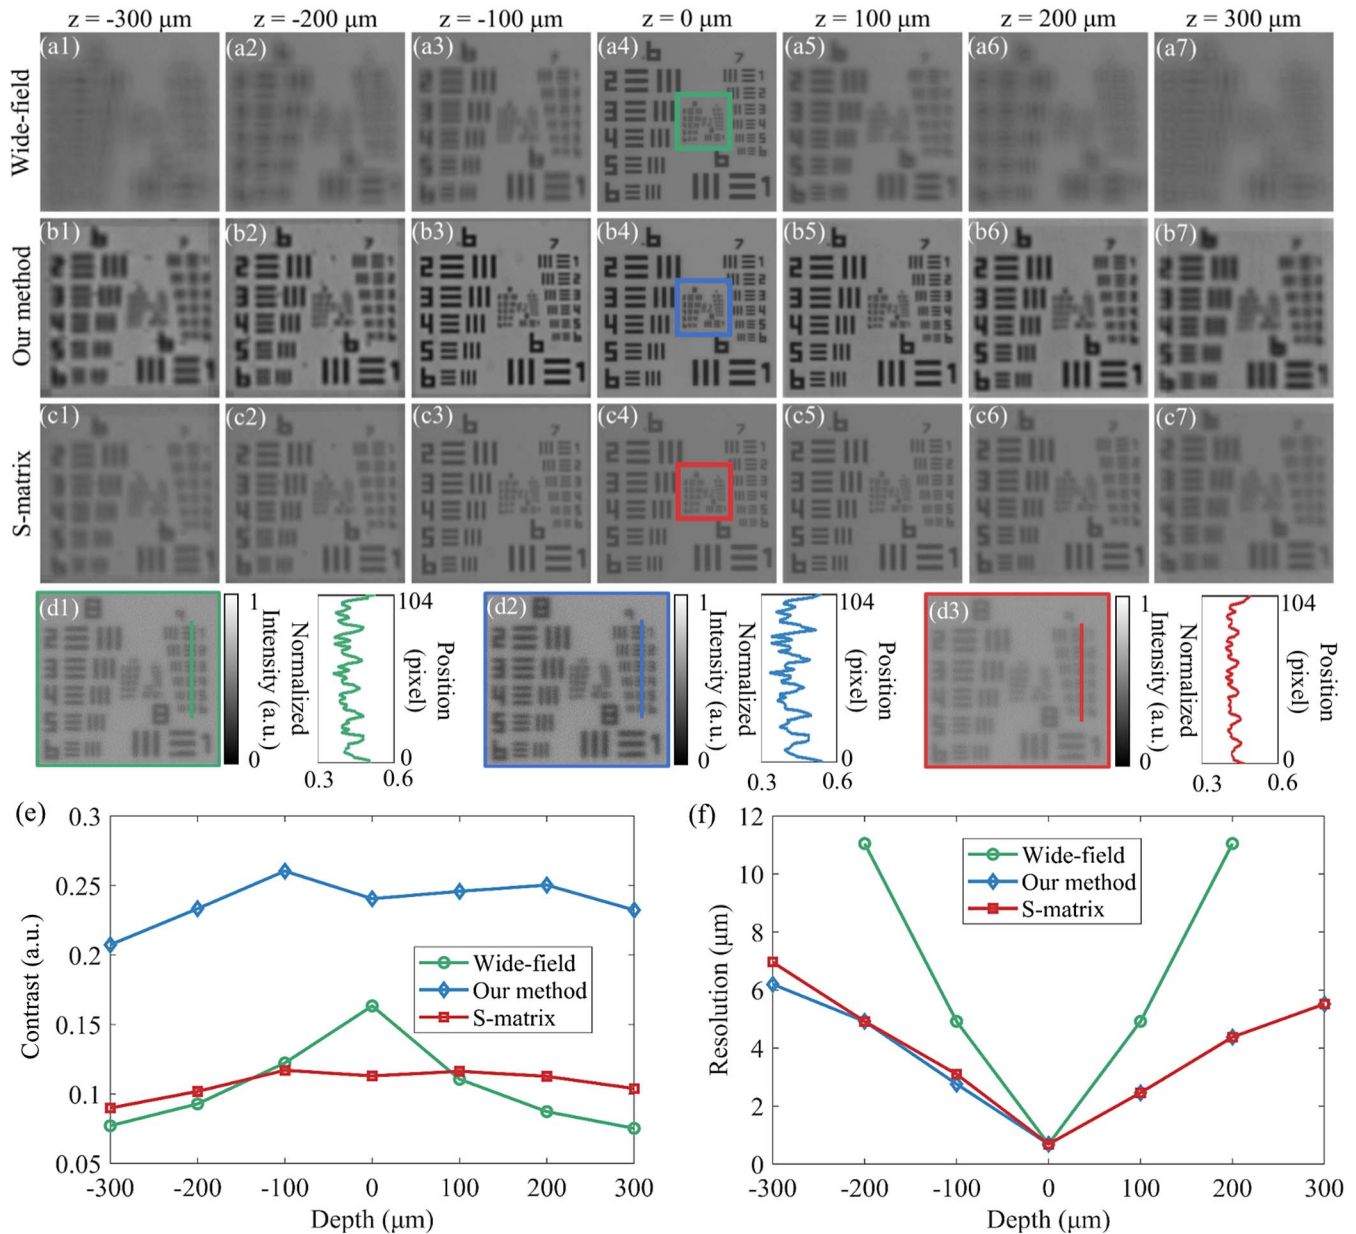 z = -300 μm z = -200 μm z = -100 μm z = 0 μm z = 100 μm z = 200 μm z = 300 μm
Wide-field
(a1) (a2) (a3) (a4) (a5) (a6) (a7)
Our method
(b1) (b2) (b3) (b4) (b5) (b6) (b7)
S-matrix
(c1) (c2) (c3) (c4) (c5) (c6) (c7)
(d1)
1
0
Normalized
Intensity (a.u.)
104
0
Position
(pixel)
0.3 0.6
(d2)
1
0
Normalized
Intensity (a.u.)
104
0
Position
(pixel)
0.3 0.6
(d3)
1
0
Normalized
Intensity (a.u.)
104
0
Position
(pixel)
0.3 0.6
(e)
Contrast (a.u.)
0.3
0.25
0.2
0.15
0.1
0.05
Wide-field
Our method
S-matrix
-300 -200 -100 0 100 200 300
Depth (μm)
(f)
Resolution (μm)
12
10
8
6
4
2
0
Wide-field
Our method
S-matrix
-300 -200 -100 0 100 200 300
Depth (μm)